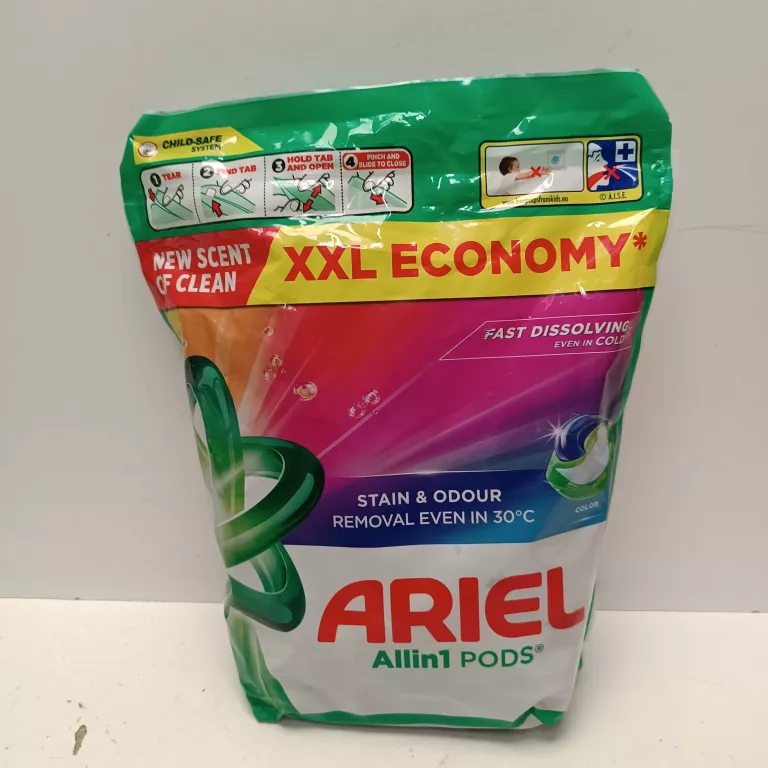 CHILD-SAFE
SYSTEM
1 TEAR
2 FIND TAB
3 HOLD TAB
AND OPEN
4 PINCH AND
SLIDE TO CLOSE
© A.I.S.E.
NEW SCENT
OF CLEAN
XXL ECONOMY*
FAST DISSOLVING
EVEN IN COLD
STAIN & ODOUR
REMOVAL EVEN IN 30°C
COLOR
ARIEL
Allin1 PODS®